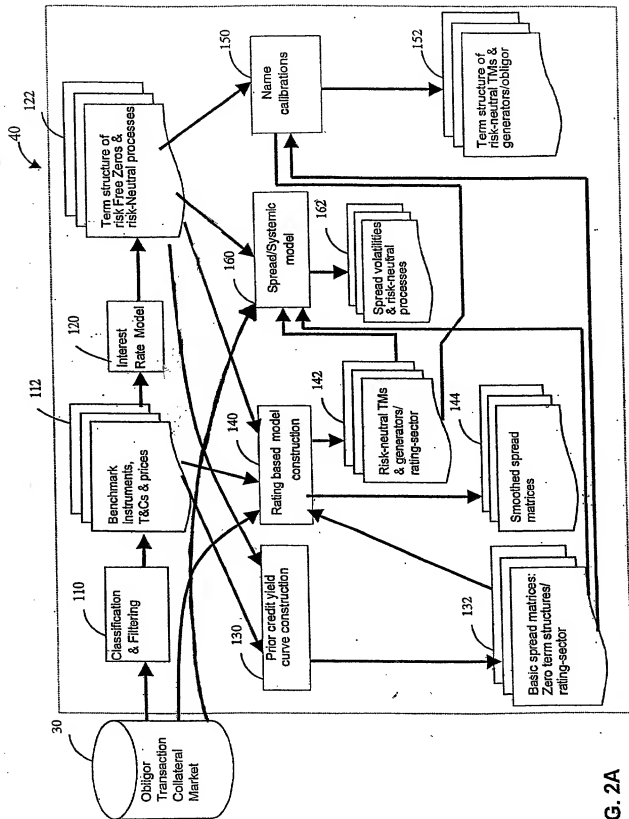 40
30
Obligor
Transaction
Collateral
Market
110
Classification
& Filtering
112
Benchmark
Instruments,
T&Cs & prices
120
Interest
Rate Model
122
Term structure of
risk Free Zeros &
risk-Neutral processes
130
Prior credit yield
curve construction
140
Rating based model
construction
160
Spread/Systemic
model
150
Name
calibrations
132
Basic spread matrices:
Zero term structures/
rating-sector
142
Risk-neutral TMs
& generators/
rating-sector
144
Smoothed spread
matrices
162
Spread volatilities
& risk-neutral
processes
152
Term structure of
risk-neutral TMs &
generators/obligor
G. 2A